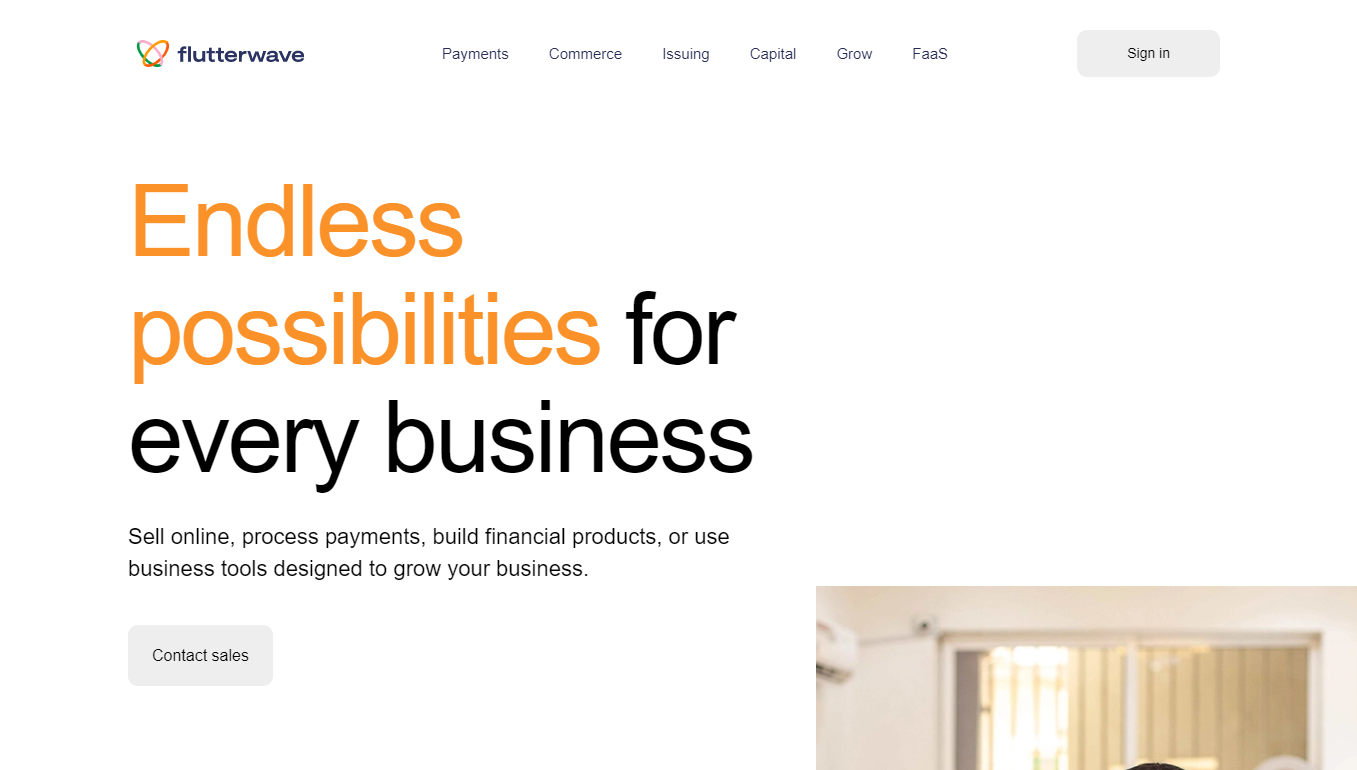 flutterwave
Payments
Commerce
Issuing
Capital
Grow
FaaS
Sign in
Endless
possibilities for
every business
Sell online, process payments, build financial products, or use
business tools designed to grow your business.
Contact sales